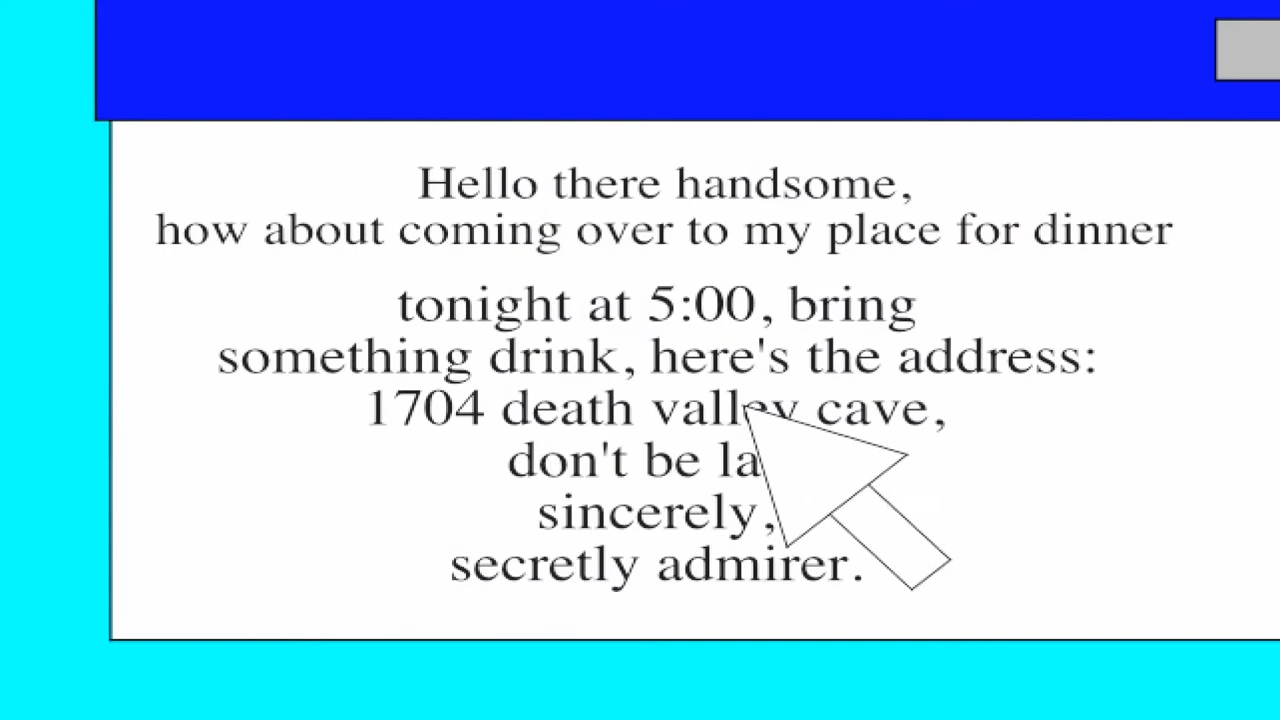 Hello there handsome,
how about coming over to my place for dinner
tonight at 5:00, bring
something drink, here's the address:
1704 death valley cave,
don't be
sincerely,
secretly admirer.